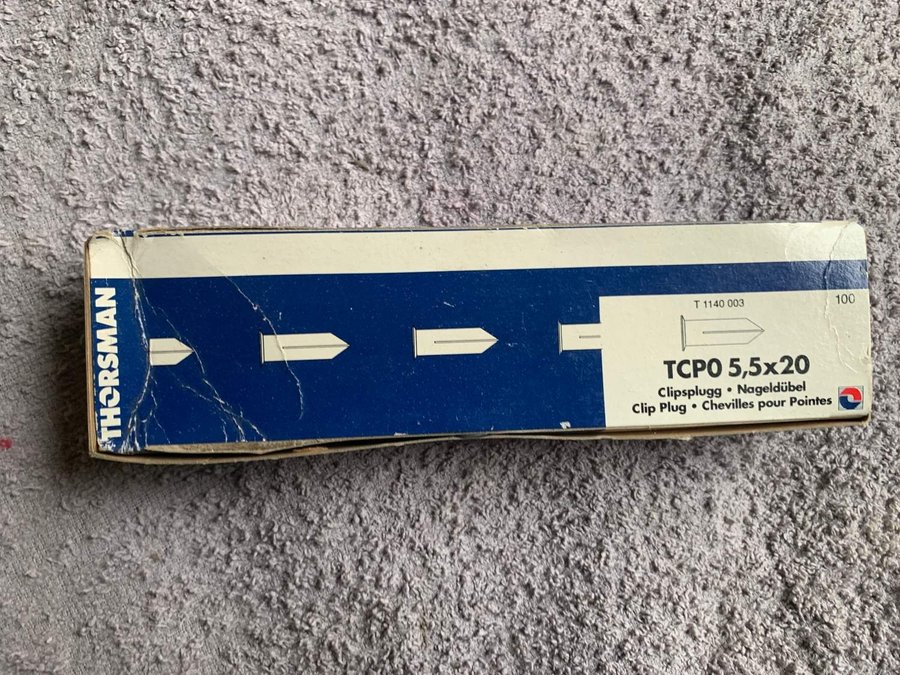 THORSMAN
T 1140 003
100
TCPO 5,5x20
Clipsplugg • Nageldübel
Clip Plug • Chevilles pour Pointes